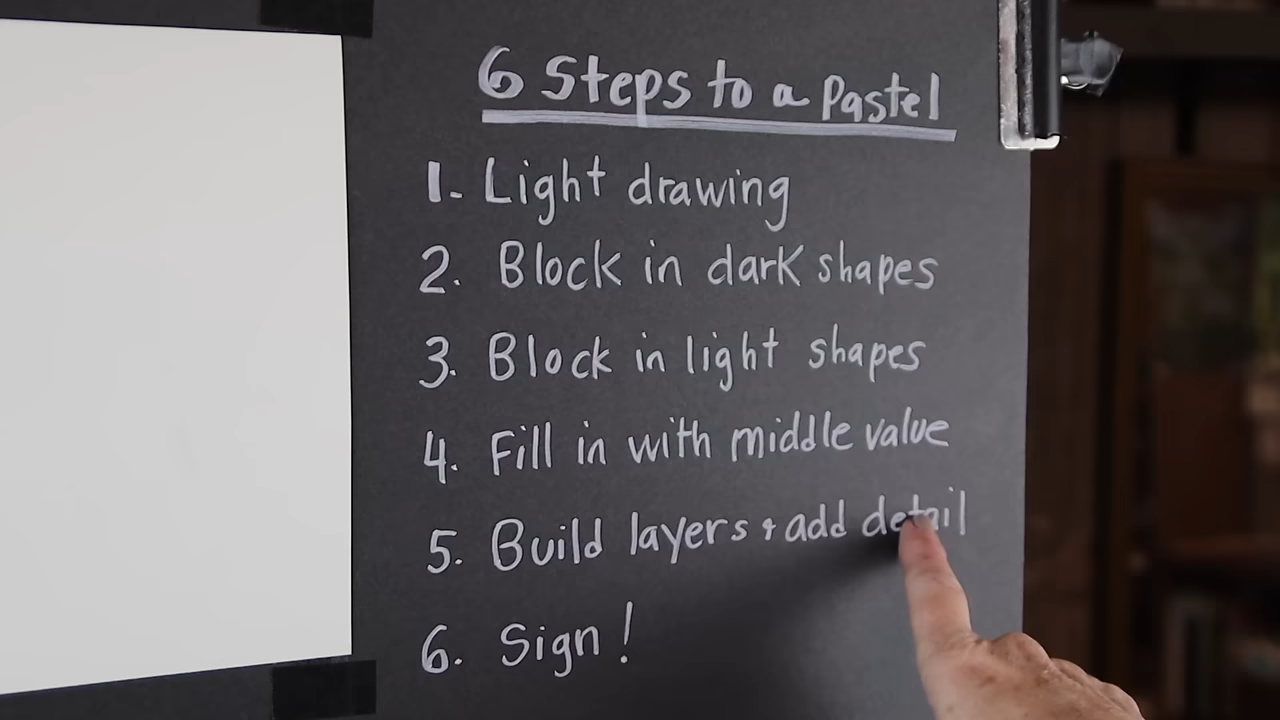 6 Steps to a Pastel
1. Light drawing
2. Block in dark shapes
3. Block in light shapes
4. Fill in with middle value
5. Build layers & add detail
6. Sign!